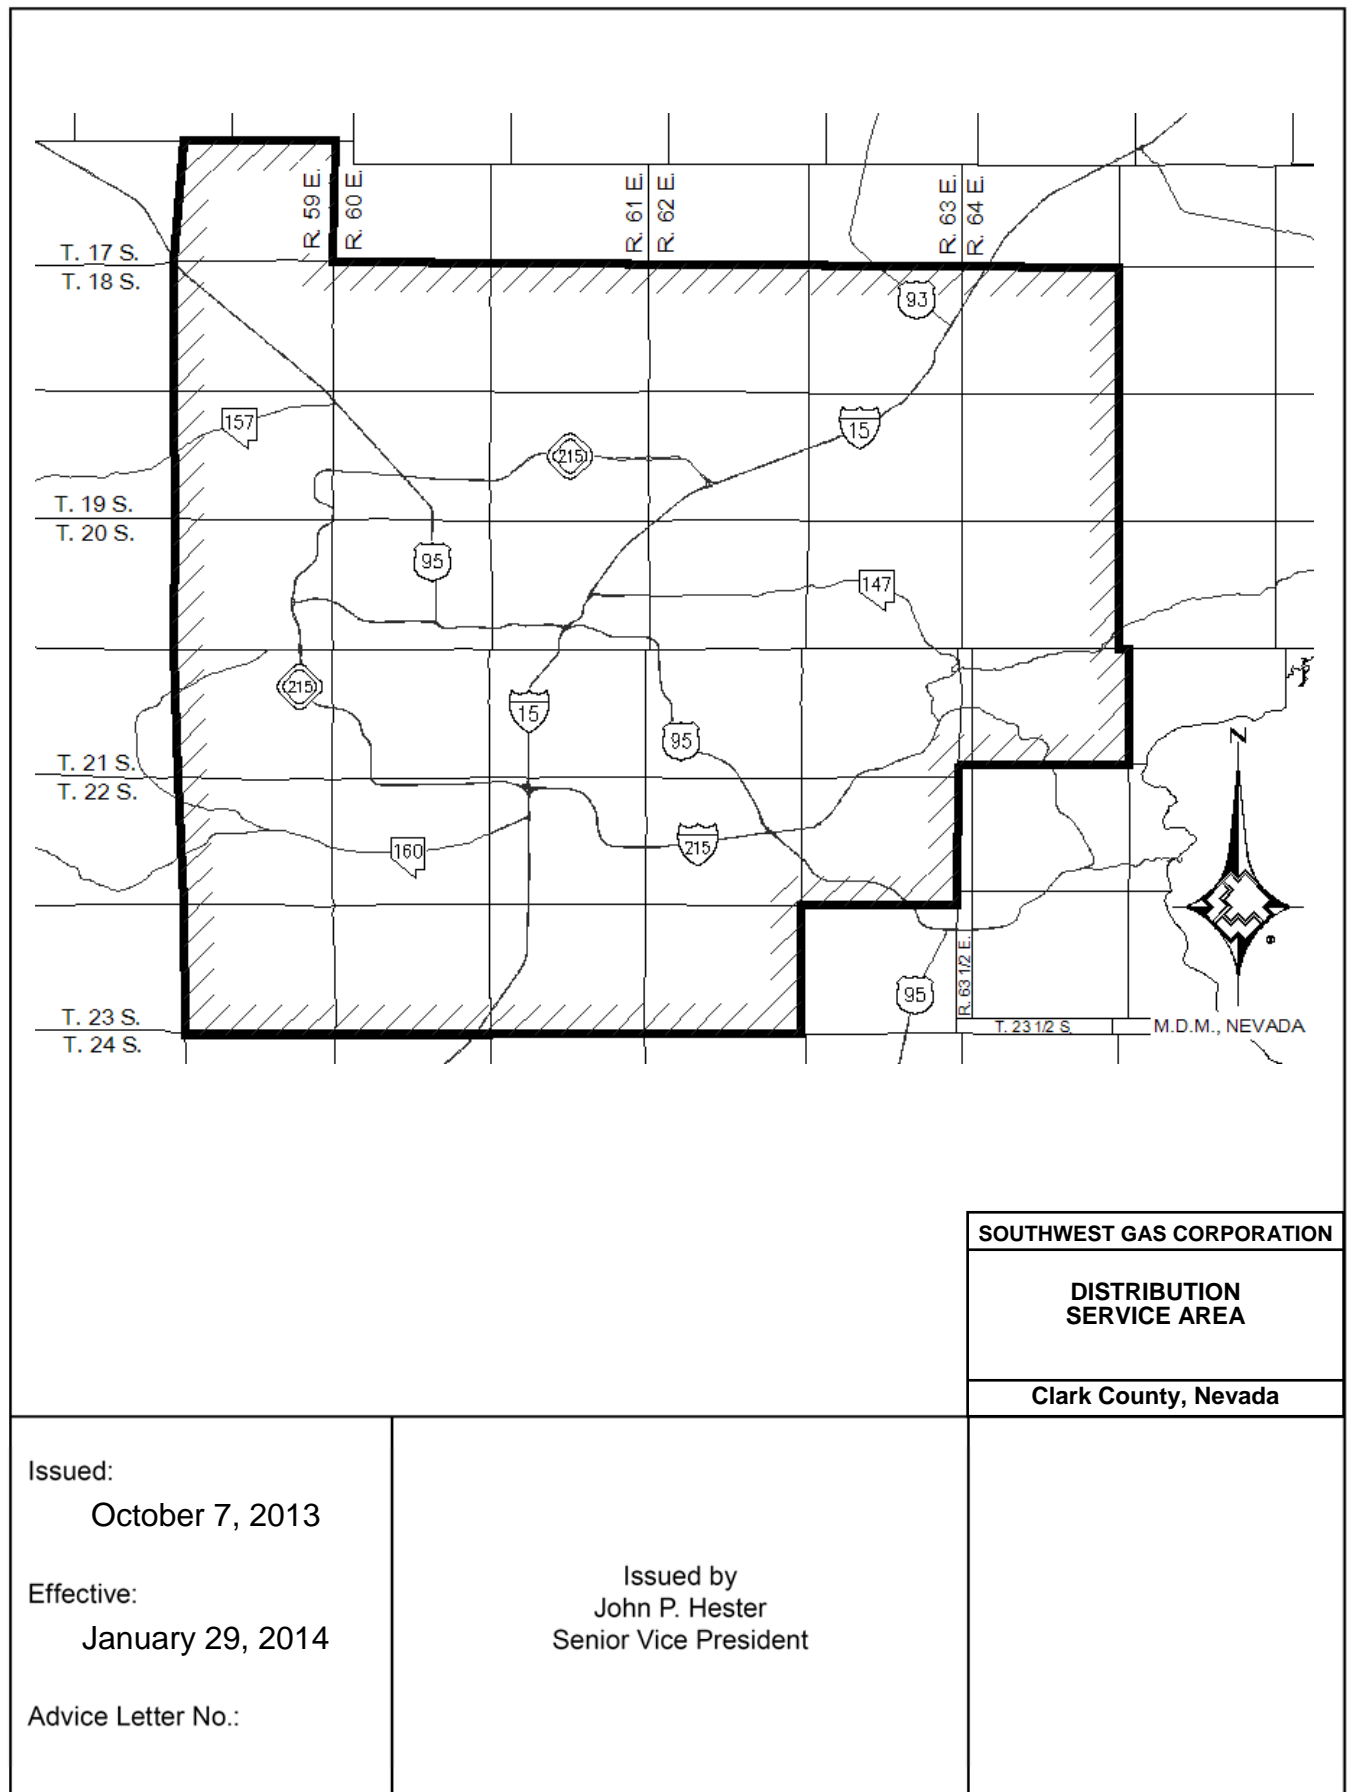 R. 59 E.
R. 60 E.
R. 61 E.
R. 62 E.
R. 63 E.
R. 64 E.
T. 17 S.
T. 18 S.
93
157
15
215
T. 19 S.
T. 20 S.
95
147
215
15
95
N
T. 21 S.
T. 22 S.
160
215
®
95
R. 63 1/2 E.
T. 23 S.
T. 24 S.
T. 23 1/2 S.
M.D.M., NEVADA
SOUTHWEST GAS CORPORATION
DISTRIBUTION
SERVICE AREA
Clark County, Nevada
Issued:
October 7, 2013
Effective:
January 29, 2014
Advice Letter No.:
Issued by
John P. Hester
Senior Vice President